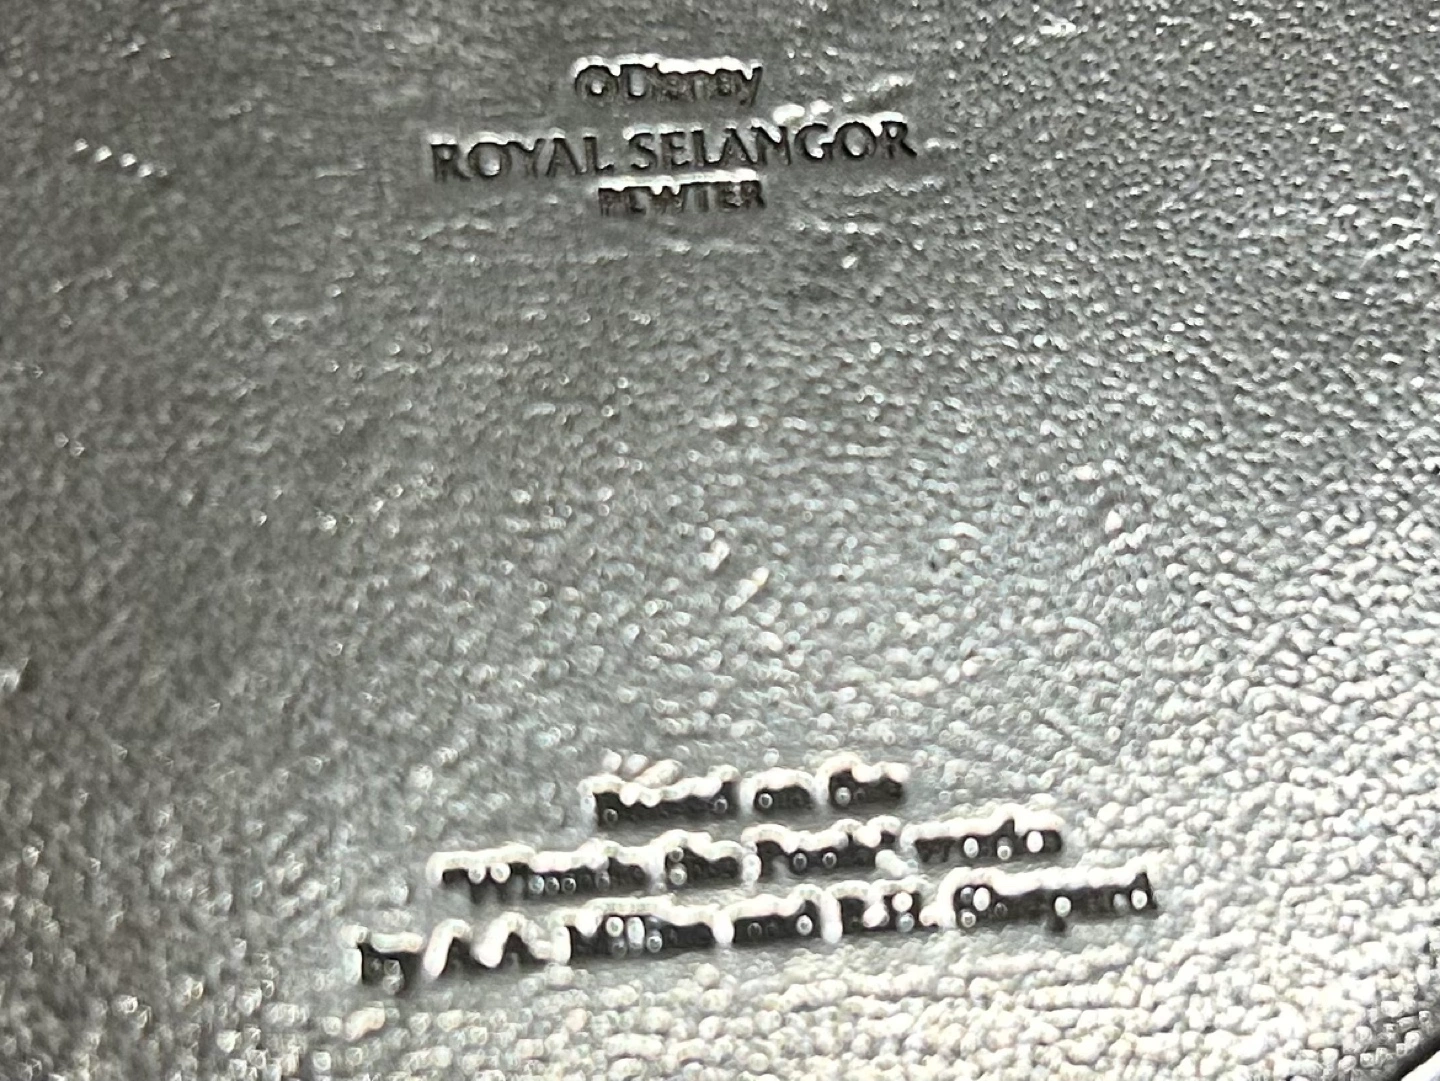 © Disney
ROYAL SELANGOR
PEWTER
Based on the
"Winnie the Pooh" works
by A.A. Milne and E.H. Shepard